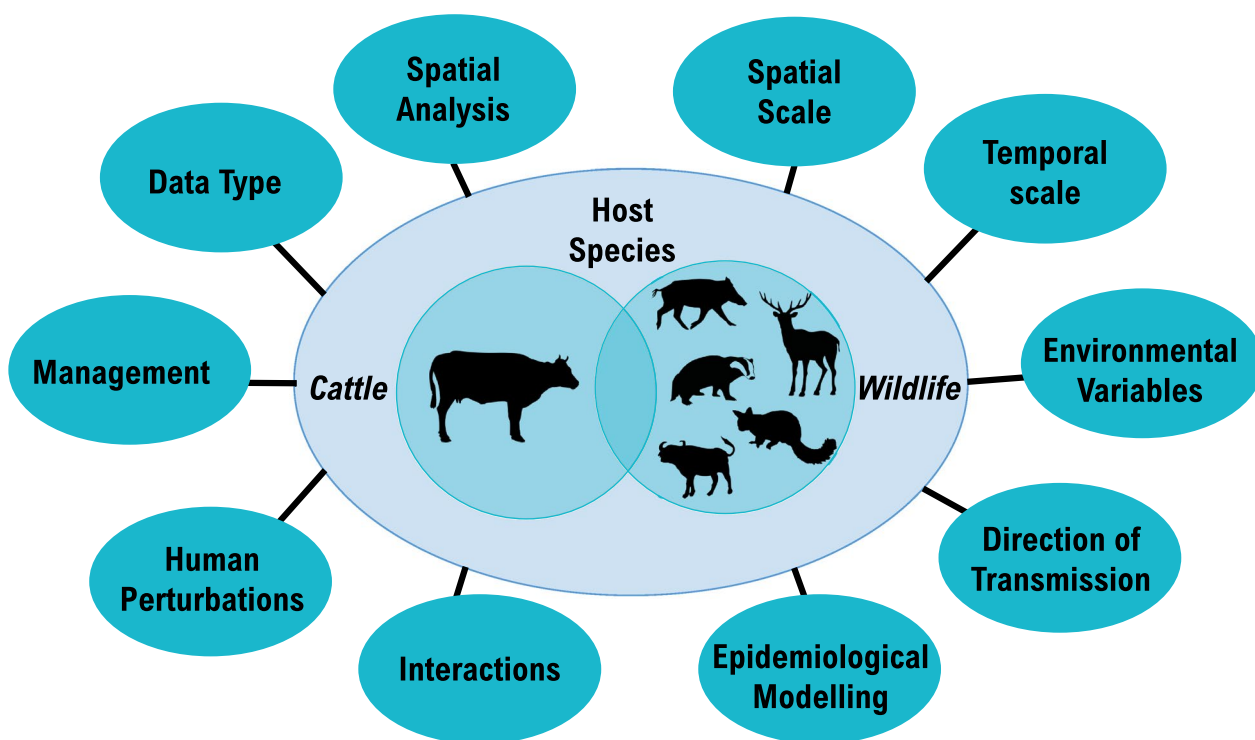 Spatial
Analysis
Spatial
Scale
Data Type
Temporal
scale
Host
Species
Management
Cattle
Wildlife
Environmental
Variables
Human
Perturbations
Direction of
Transmission
Interactions
Epidemiological
Modelling